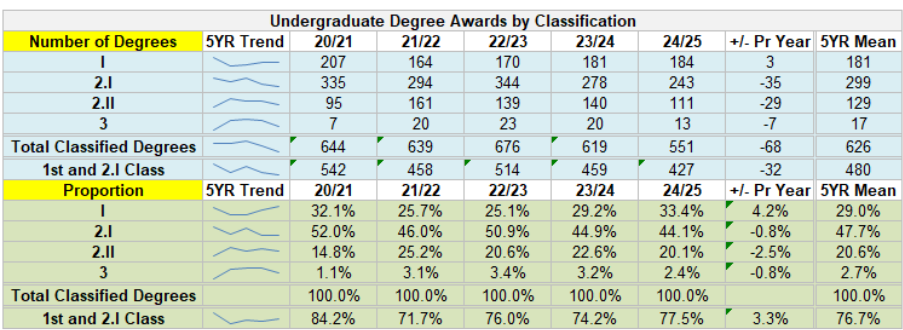 Undergraduate Degree Awards by Classification
Number of Degrees 5YR Trend 20/21 21/22 22/23 23/24 24/25 +/- Pr Year 5YR Mean
I 207 164 170 181 184 3 181
2.I 335 294 344 278 243 -35 299
2.II 95 161 139 140 111 -29 129
3 7 20 23 20 13 -7 17
Total Classified Degrees 644 639 676 619 551 -68 626
1st and 2.I Class 542 458 514 459 427 -32 480
Proportion 5YR Trend 20/21 21/22 22/23 23/24 24/25 +/- Pr Year 5YR Mean
I 32.1% 25.7% 25.1% 29.2% 33.4% 4.2% 29.0%
2.I 52.0% 46.0% 50.9% 44.9% 44.1% -0.8% 47.7%
2.II 14.8% 25.2% 20.6% 22.6% 20.1% -2.5% 20.6%
3 1.1% 3.1% 3.4% 3.2% 2.4% -0.8% 2.7%
Total Classified Degrees 100.0% 100.0% 100.0% 100.0% 100.0% 100.0%
1st and 2.I Class 84.2% 71.7% 76.0% 74.2% 77.5% 3.3% 76.7%